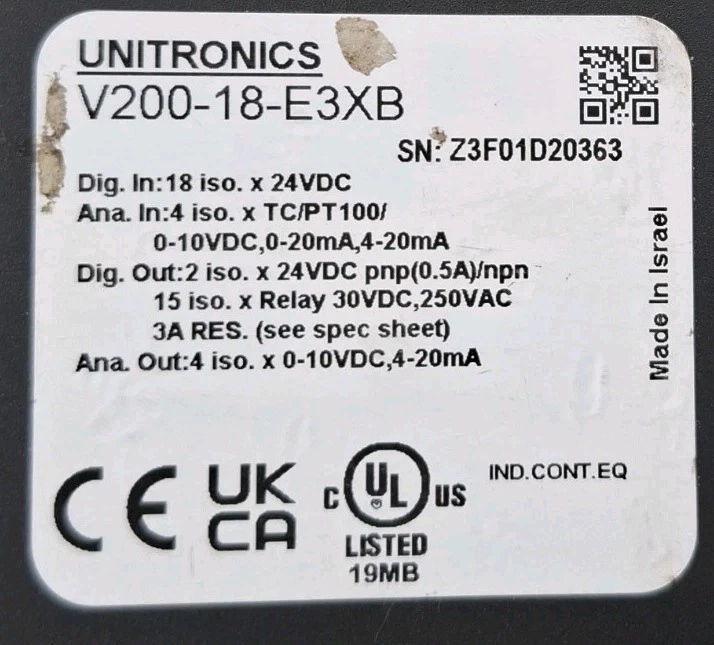 UNITRONICS
V200-18-E3XB
SN: Z3F01D20363
Dig. In:18 iso. x 24VDC
Ana. In:4 iso. x TC/PT100/
0-10VDC,0-20mA,4-20mA
Dig. Out:2 iso. x 24VDC pnp(0.5A)/npn
15 iso. x Relay 30VDC,250VAC
3A RES. (see spec sheet)
Ana. Out:4 iso. x 0-10VDC,4-20mA
Made In Israel
CE
UK
CA
C UL US
LISTED
19MB
IND.CONT.EQ